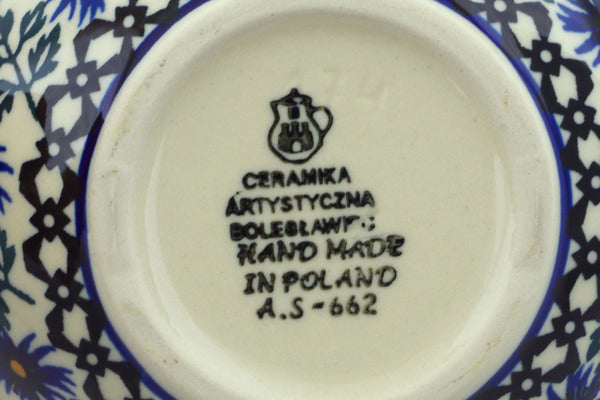 CERAMIKA
ARTYSTYCZNA
HAND MADE
IN POLAND
A.S-662